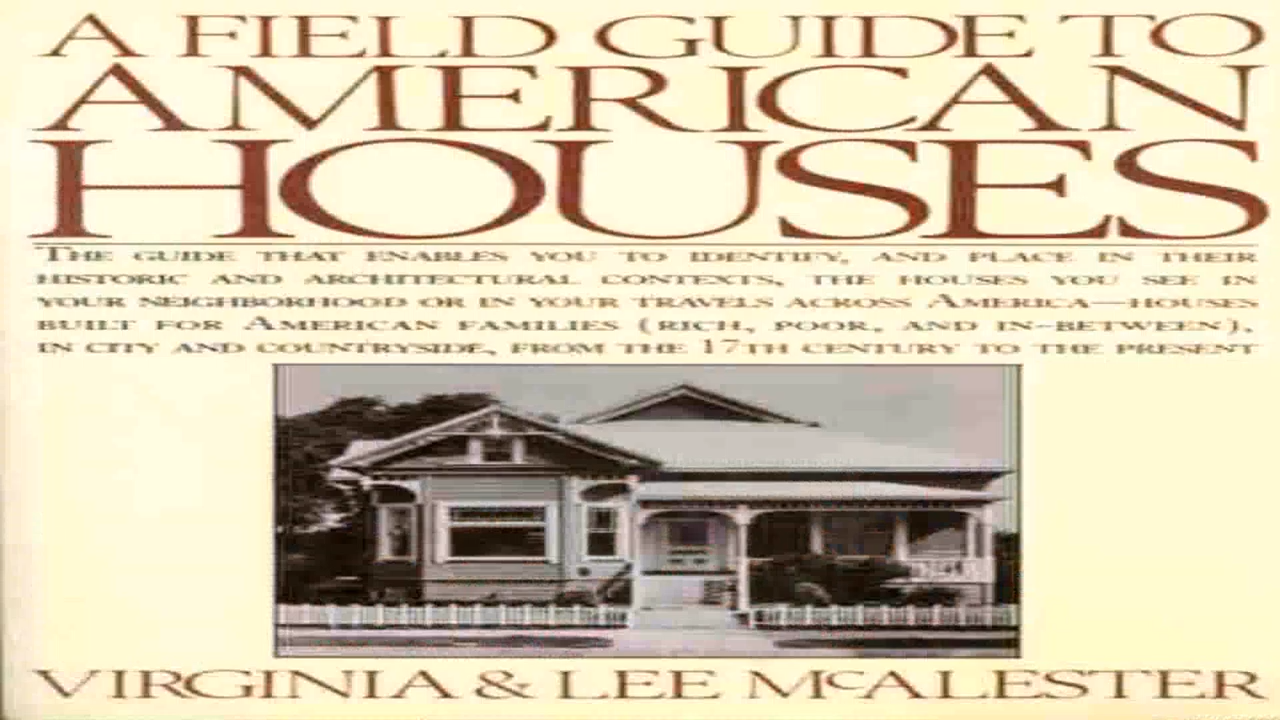 A FIELD GUIDE TO
AMERICAN
HOUSES
THE GUIDE THAT ENABLES YOU TO IDENTIFY, AND PLACE IN THEIR
HISTORIC AND ARCHITECTURAL CONTEXTS, THE HOUSES YOU SEE IN
YOUR NEIGHBORHOOD OR IN YOUR TRAVELS ACROSS AMERICA—HOUSES
BUILT FOR AMERICAN FAMILIES (RICH, POOR, AND IN-BETWEEN),
IN CITY AND COUNTRYSIDE, FROM THE 17TH CENTURY TO THE PRESENT
VIRGINIA & LEE McALESTER